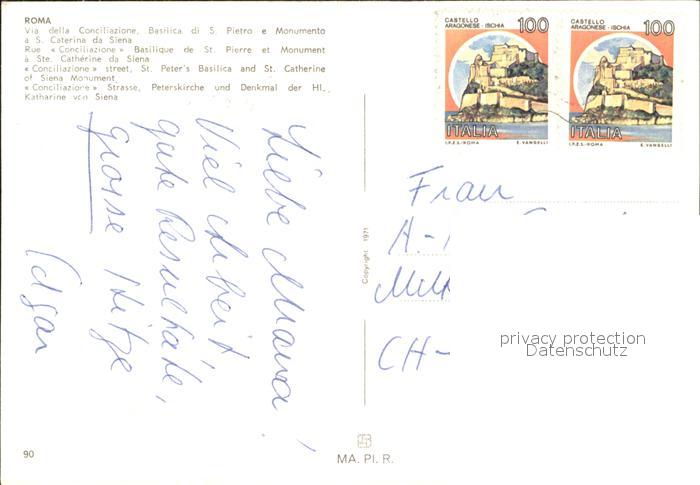 ROMA
Via della Conciliazione, Basilica di S. Pietro e Monumento
a S. Caterina da Siena
Rue « Conciliazione » Basilique de St. Pierre et Monument
à Ste. Cathérine da Siena
« Conciliazione » street, St. Peter's Basilica and St. Catherine
of Siena Monument
« Conciliazione » Strasse, Peterskirche und Denkmal der Hl.
Katharine von Siena
CASTELLO
ARAGONESE - ISCHIA
100
ITALIA
I.P.Z.S. - ROMA E. VANGELLI
CASTELLO
ARAGONESE - ISCHIA
100
ITALIA
I.P.Z.S. - ROMA E. VANGELLI
Liebe Mama!
Viel Arbeit
gute Resultate,
grosse Hitze
Edgar
Copyright 1971
Frau
A-
CH-
privacy protection
Datenschutz
90
MA. PI. R.